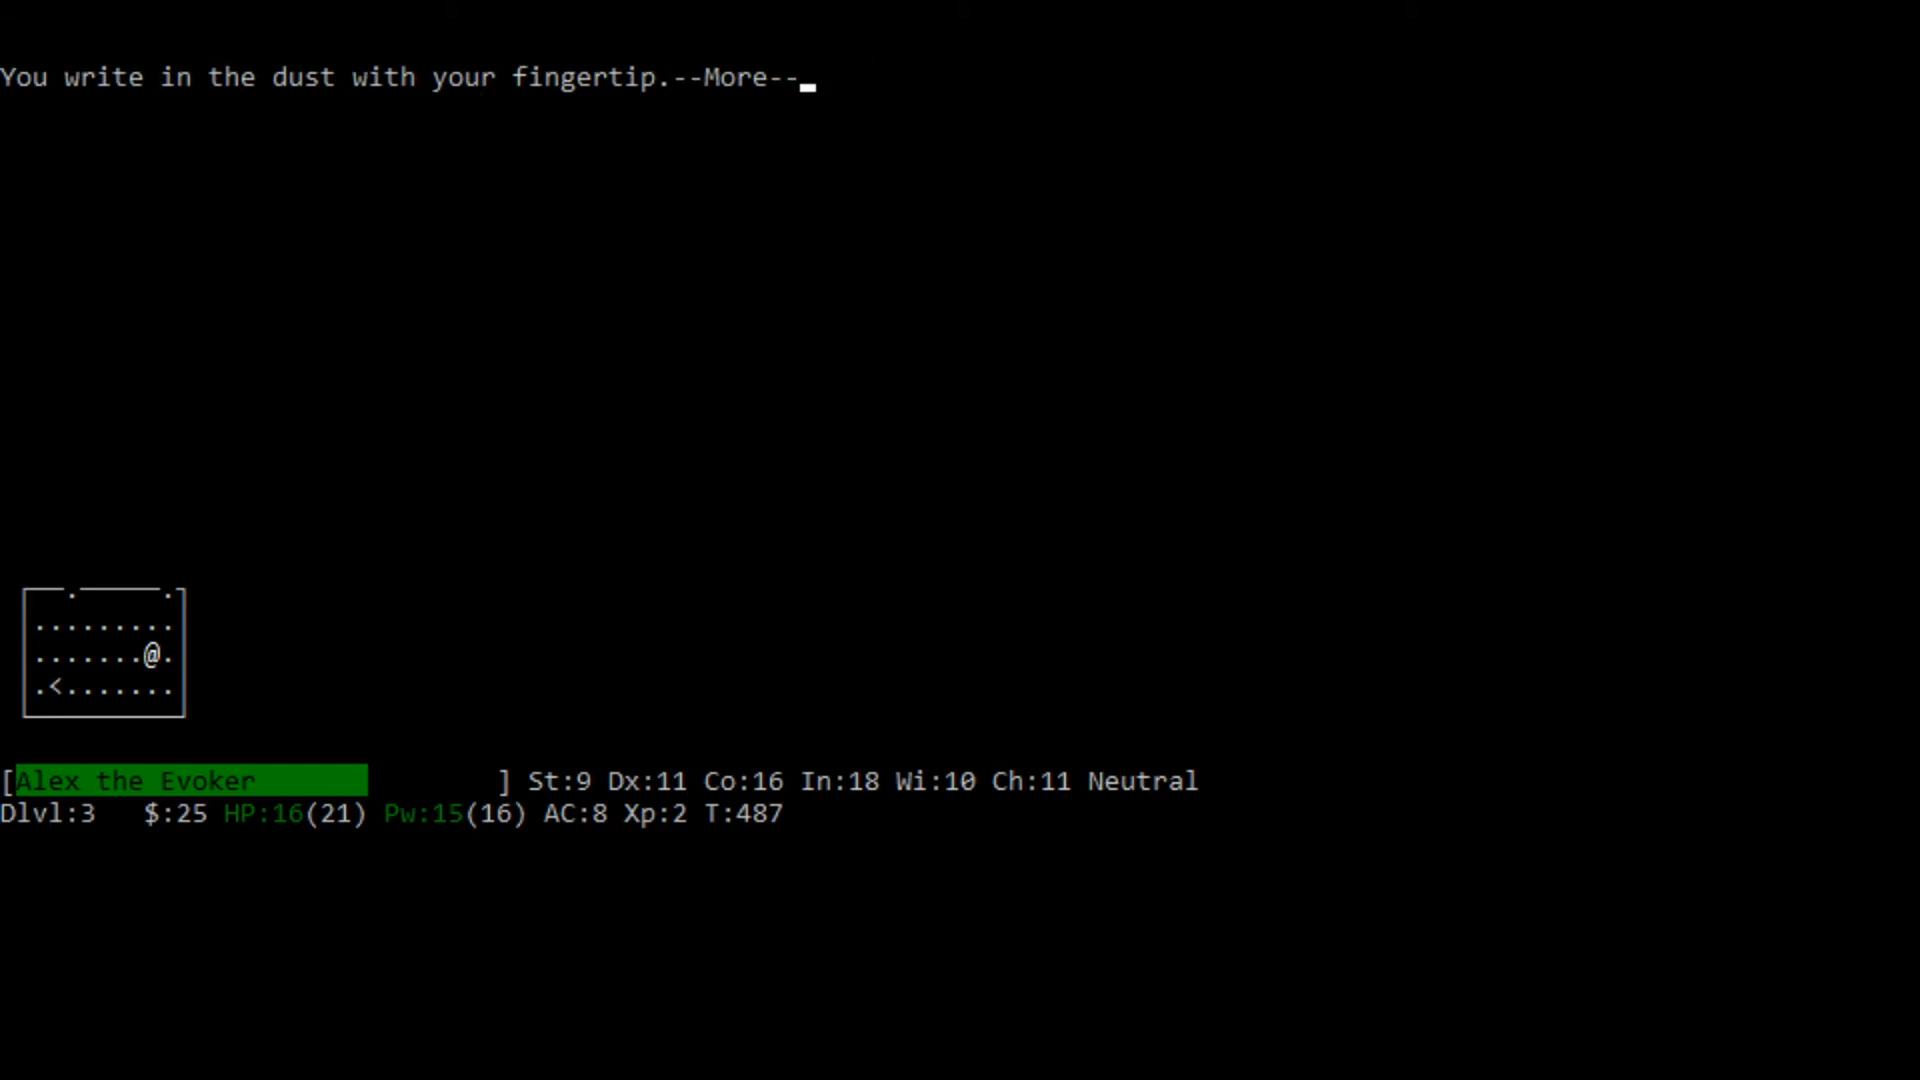 You write in the dust with your fingertip.--More--
.         .
.........
.......@.
.<.......
[Alex the Evoker               ] St:9 Dx:11 Co:16 In:18 Wi:10 Ch:11 Neutral
Dlvl:3   $:25 HP:16(21) Pw:15(16) AC:8 Xp:2 T:487